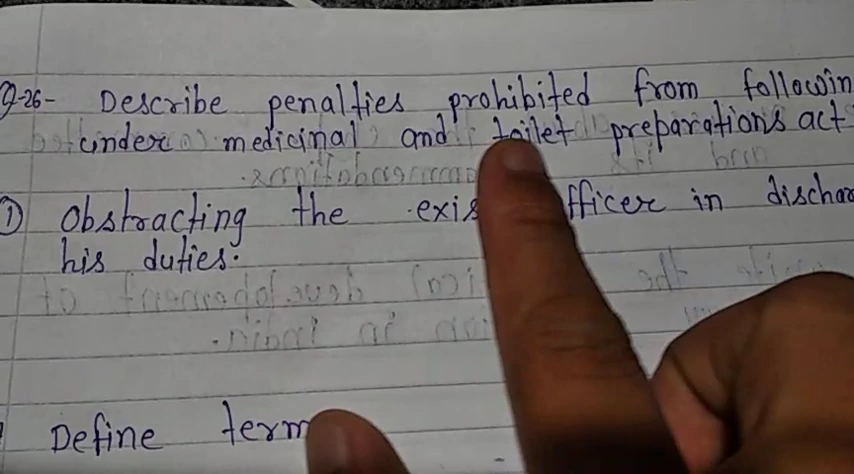 Q-26- Describe penalties prohibited from followin
under medicinal and toilet preparations act
① Obstracting the exis fficer in dischar
his duties.
Define term